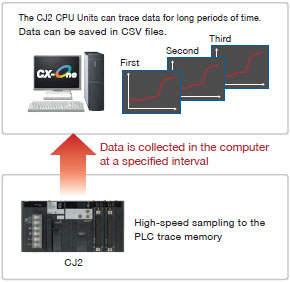 The CJ2 CPU Units can trace data for long periods of time.
Data can be saved in CSV files.
Third
Second
First
CX-One
Data is collected in the computer
at a specified interval
High-speed sampling to the
PLC trace memory
CJ2